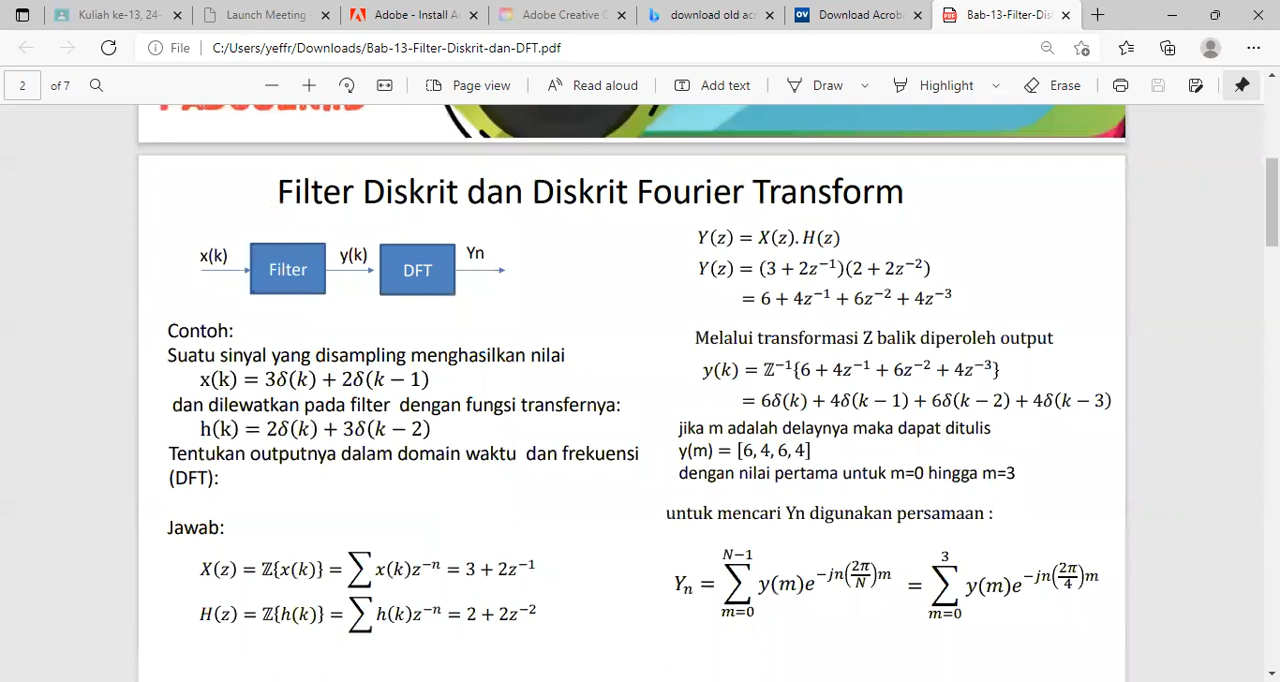 Kuliah ke-13, 24-
Launch Meeting
Adobe - Install A
Adobe Creative C
download old ac
Download Acroba
Bab-13-Filter-Dis
File C:/Users/yeffr/Downloads/Bab-13-Filter-Diskrit-dan-DFT.pdf
2 of 7 Page view Read aloud Add text Draw Highlight Erase
Filter Diskrit dan Diskrit Fourier Transform
x(k) Filter y(k) DFT Yn
Contoh:
Suatu sinyal yang disampling menghasilkan nilai
x(k) = 3δ(k) + 2δ(k − 1)
dan dilewatkan pada filter dengan fungsi transfernya:
h(k) = 2δ(k) + 3δ(k − 2)
Tentukan outputnya dalam domain waktu dan frekuensi
(DFT):
Jawab:
X(z) = ℤ{x(k)} = ∑ x(k)z⁻ⁿ = 3 + 2z⁻¹
H(z) = ℤ{h(k)} = ∑ h(k)z⁻ⁿ = 2 + 2z⁻²
Y(z) = X(z). H(z)
Y(z) = (3 + 2z⁻¹)(2 + 2z⁻²)
= 6 + 4z⁻¹ + 6z⁻² + 4z⁻³
Melalui transformasi Z balik diperoleh output
y(k) = ℤ⁻¹{6 + 4z⁻¹ + 6z⁻² + 4z⁻³}
= 6δ(k) + 4δ(k − 1) + 6δ(k − 2) + 4δ(k − 3)
jika m adalah delaynya maka dapat ditulis
y(m) = [6, 4, 6, 4]
dengan nilai pertama untuk m=0 hingga m=3
untuk mencari Yn digunakan persamaan :
Yₙ = ∑_{m=0}^{N−1} y(m)e^{−jn(2π/N)m} = ∑_{m=0}^{3} y(m)e^{−jn(2π/4)m}